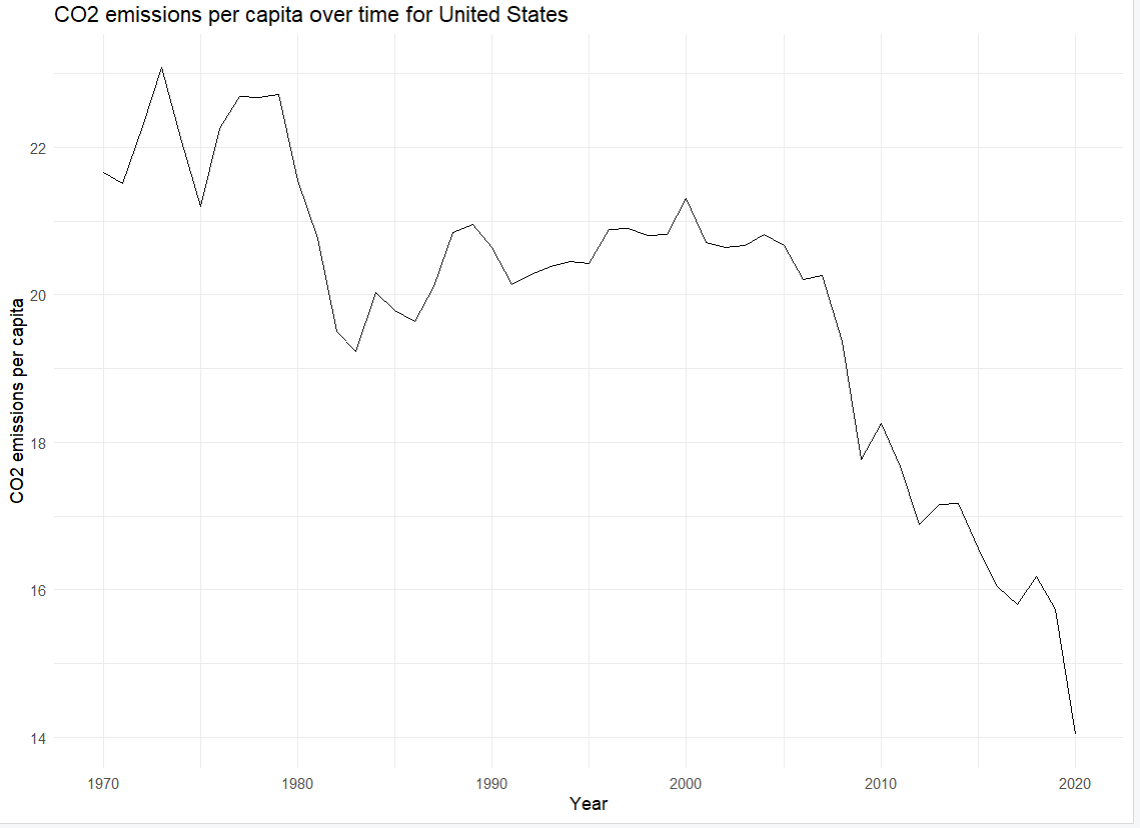 CO2 emissions per capita over time for United States
CO2 emissions per capita
22
20
18
16
14
1970 1980 1990 2000 2010 2020
Year